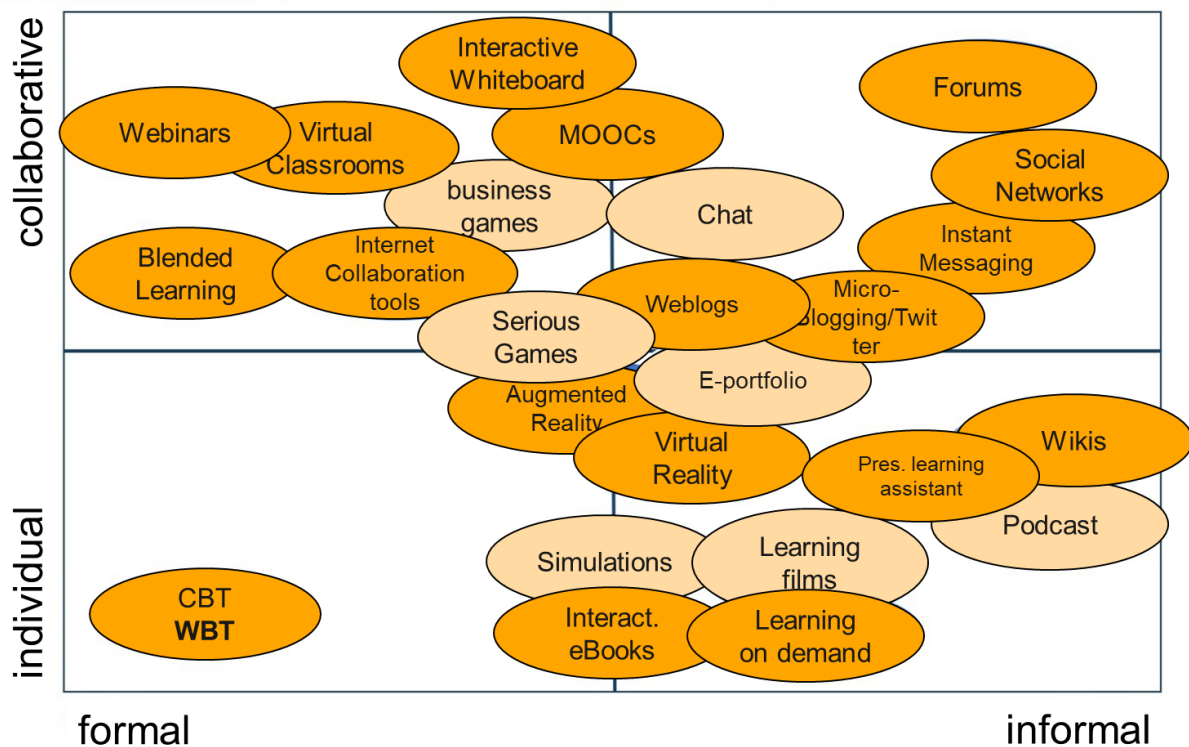 collaborative
individual
formal
informal
Interactive
Whiteboard
Forums
Webinars
Virtual
Classrooms
MOOCs
Social
Networks
business
games
Chat
Instant
Messaging
Blended
Learning
Internet
Collaboration
tools
Weblogs
Micro-
Blogging/Twit
ter
Serious
Games
E-portfolio
Augmented
Reality
Virtual
Reality
Wikis
Pres. learning
assistant
Podcast
Simulations
Learning
films
CBT
WBT
Interact.
eBooks
Learning
on demand